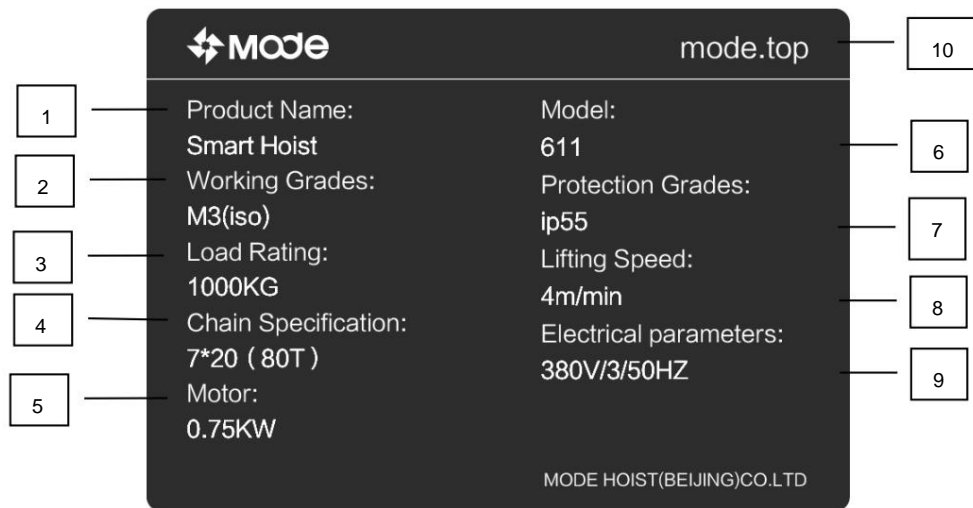 Mode
mode.top
10
1
Product Name:
Smart Hoist
2
Working Grades:
M3(iso)
3
Load Rating:
1000KG
4
Chain Specification:
7*20（80T）
5
Motor:
0.75KW
Model:
611
6
Protection Grades:
ip55
7
Lifting Speed:
4m/min
8
Electrical parameters:
380V/3/50HZ
9
MODE HOIST(BEIJING)CO.LTD